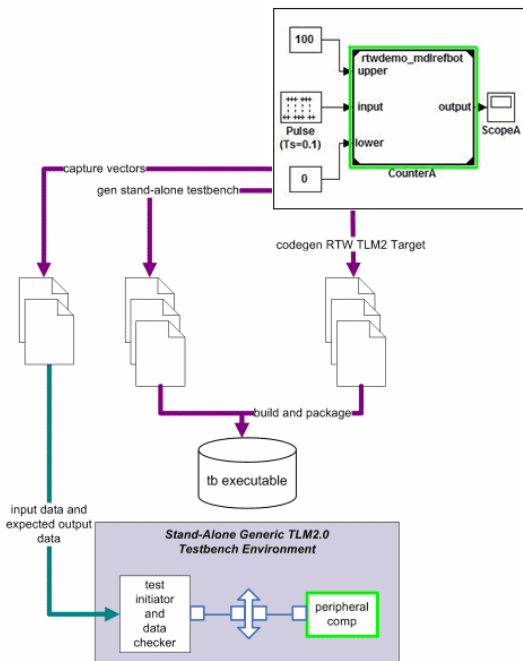 100
rtwdemo_mdlrefbot
upper
input
output
Pulse
(Ts=0.1)
ScopeA
lower
0
CounterA
capture vectors
gen stand-alone testbench
codegen RTW TLM2 Target
build and package
tb executable
input data and
expected output
data
Stand-Alone Generic TLM2.0
Testbench Environment
test
initiator
and
data
checker
peripheral
comp